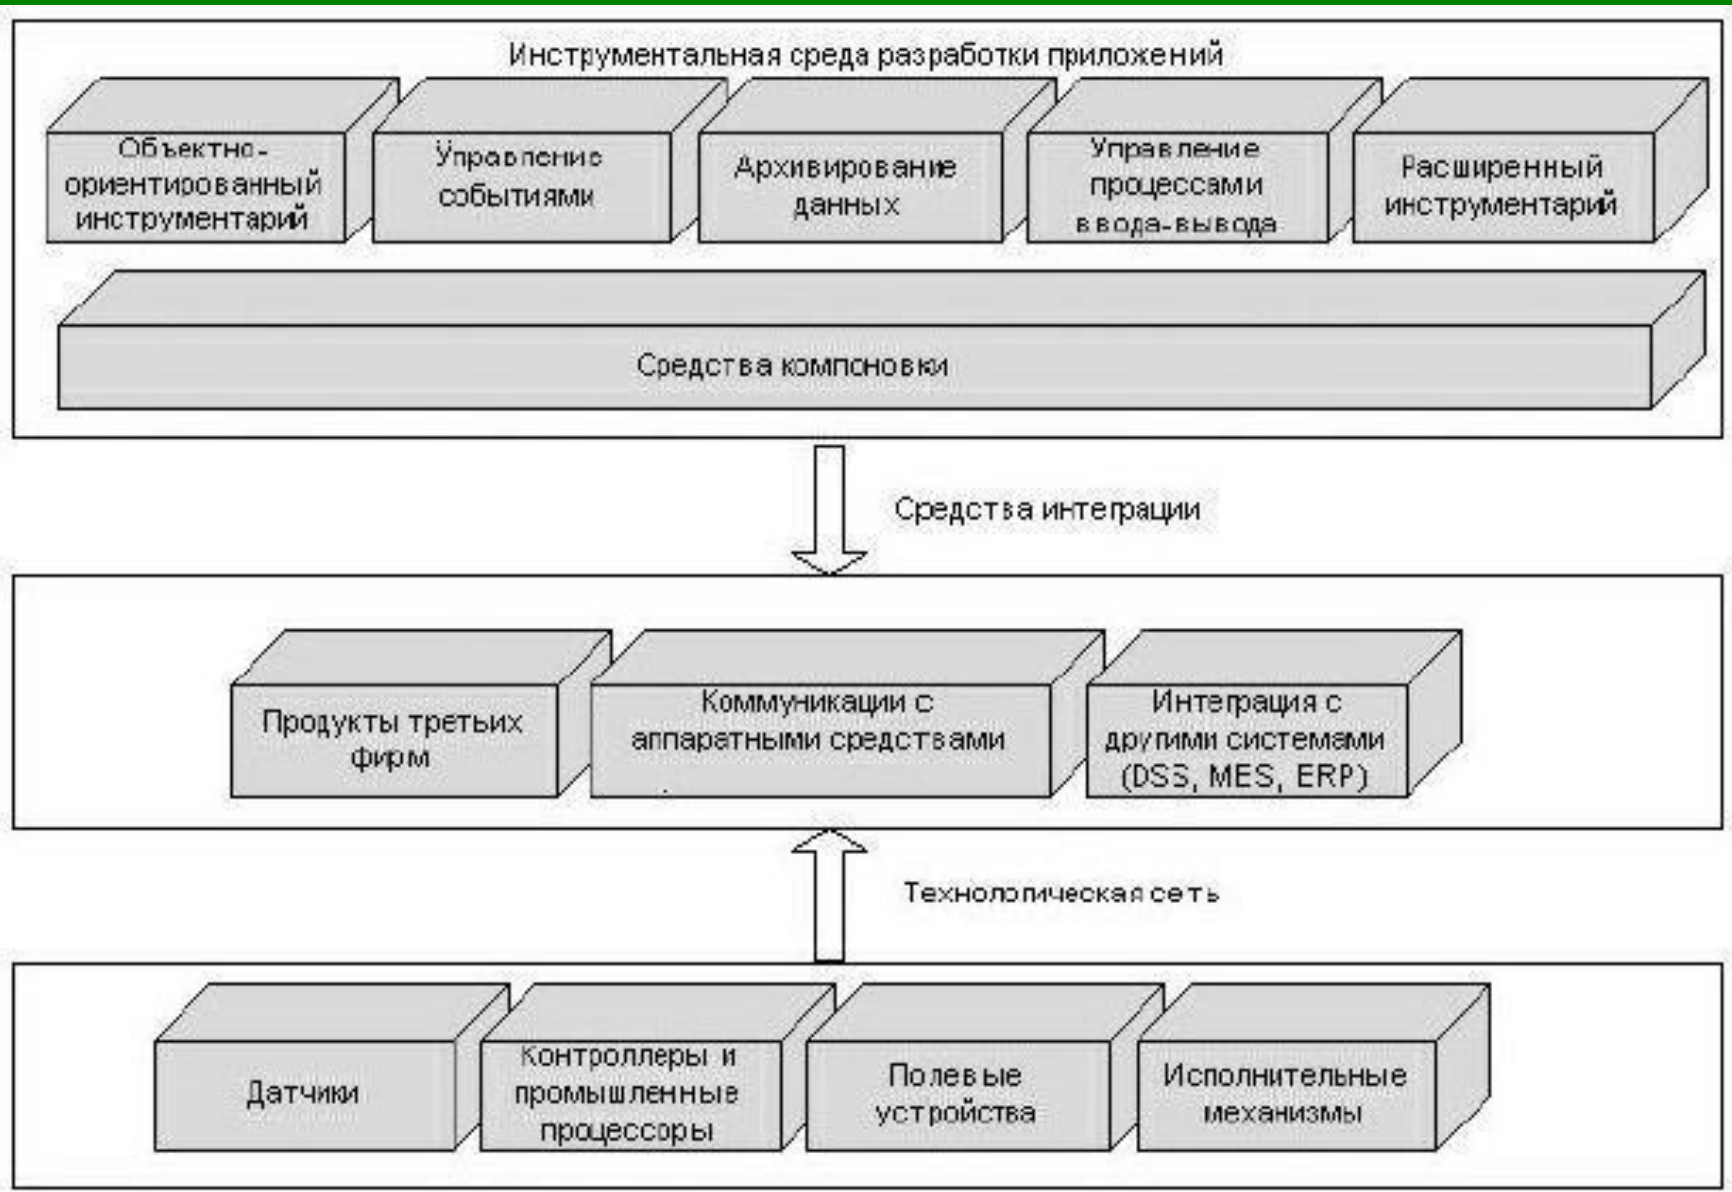 Инструментальная среда разработки приложений
Объектно-
ориентированный
инструментарий
Управление
событиями
Архивирование
данных
Управление
процессами
ввода-вывода
Расширенный
инструментарий
Средства компоновки
Средства интеграции
Продукты третьих
фирм
Коммуникации с
аппаратными средствами
Интеграция с
другими системами
(DSS, MES, ERP)
Технологическая сеть
Датчики
Контроллеры и
промышленные
процессоры
Полевые
устройства
Исполнительные
механизмы